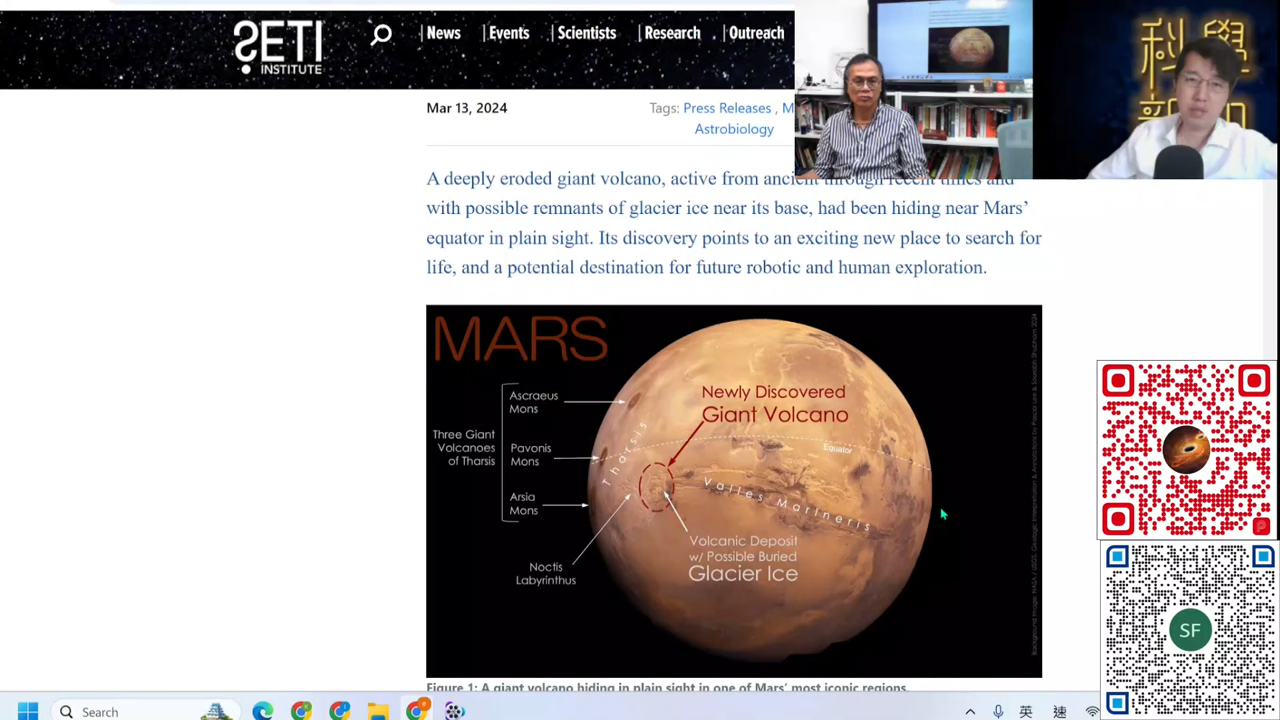 SETI
INSTITUTE
News
Events
Scientists
Research
Outreach
Mar 13, 2024
Tags: Press Releases , M
Astrobiology
A deeply eroded giant volcano, active from ancient through recent times and
with possible remnants of glacier ice near its base, had been hiding near Mars’
equator in plain sight. Its discovery points to an exciting new place to search for
life, and a potential destination for future robotic and human exploration.
MARS
Newly Discovered
Giant Volcano
Ascraeus
Mons
Three Giant
Volcanoes
of Tharsis
Pavonis
Mons
Arsia
Mons
Tharsis
Equator
Valles Marineris
Volcanic Deposit
w/ Possible Buried
Glacier Ice
Noctis
Labyrinthus
Figure 1: A giant volcano hiding in plain sight in one of Mars’ most iconic regions.
科學
SF
Search
英
速